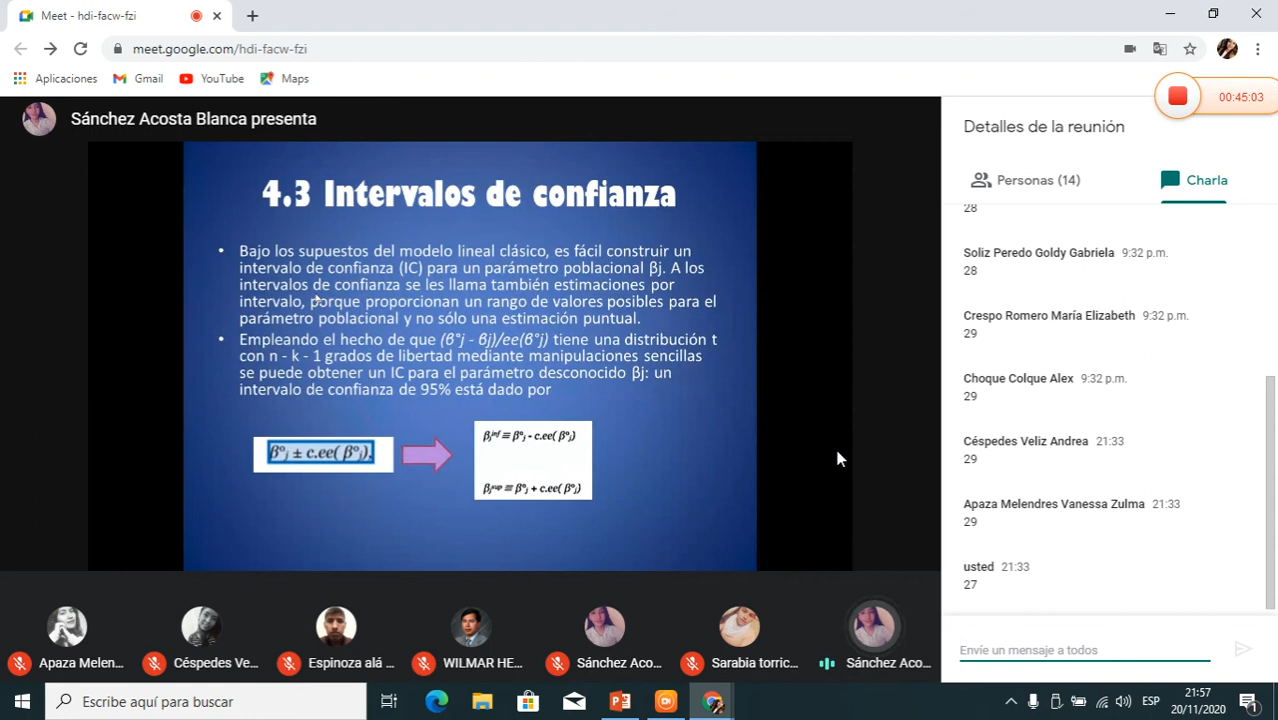 Meet - hdi-facw-fzi
meet.google.com/hdi-facw-fzi
Aplicaciones
Gmail
YouTube
Maps
00:45:03
Sánchez Acosta Blanca presenta
4.3 Intervalos de confianza
• Bajo los supuestos del modelo lineal clásico, es fácil construir un
intervalo de confianza (IC) para un parámetro poblacional βj. A los
intervalos de confianza se les llama también estimaciones por
intervalo, porque proporcionan un rango de valores posibles para el
parámetro poblacional y no sólo una estimación puntual.
• Empleando el hecho de que (β°j - βj)/ee(β°j) tiene una distribución t
con n - k - 1 grados de libertad mediante manipulaciones sencillas
se puede obtener un IC para el parámetro desconocido βj: un
intervalo de confianza de 95% está dado por
β°j ± c.ee( β°j),
βj^inf ≡ β°j - c.ee( β°j)
βj^sup ≡ β°j + c.ee( β°j)
Detalles de la reunión
Personas (14)
Charla
28
Soliz Peredo Goldy Gabriela 9:32 p.m.
28
Crespo Romero María Elizabeth 9:32 p.m.
29
Choque Colque Alex 9:32 p.m.
29
Céspedes Veliz Andrea 21:33
29
Apaza Melendres Vanessa Zulma 21:33
29
usted 21:33
27
Envíe un mensaje a todos
Apaza Melen...
Céspedes Ve...
Espinoza alá ...
WILMAR HE...
Sánchez Aco...
Sarabia torric...
Sánchez Aco...
Escribe aquí para buscar
ESP
21:57
20/11/2020
1